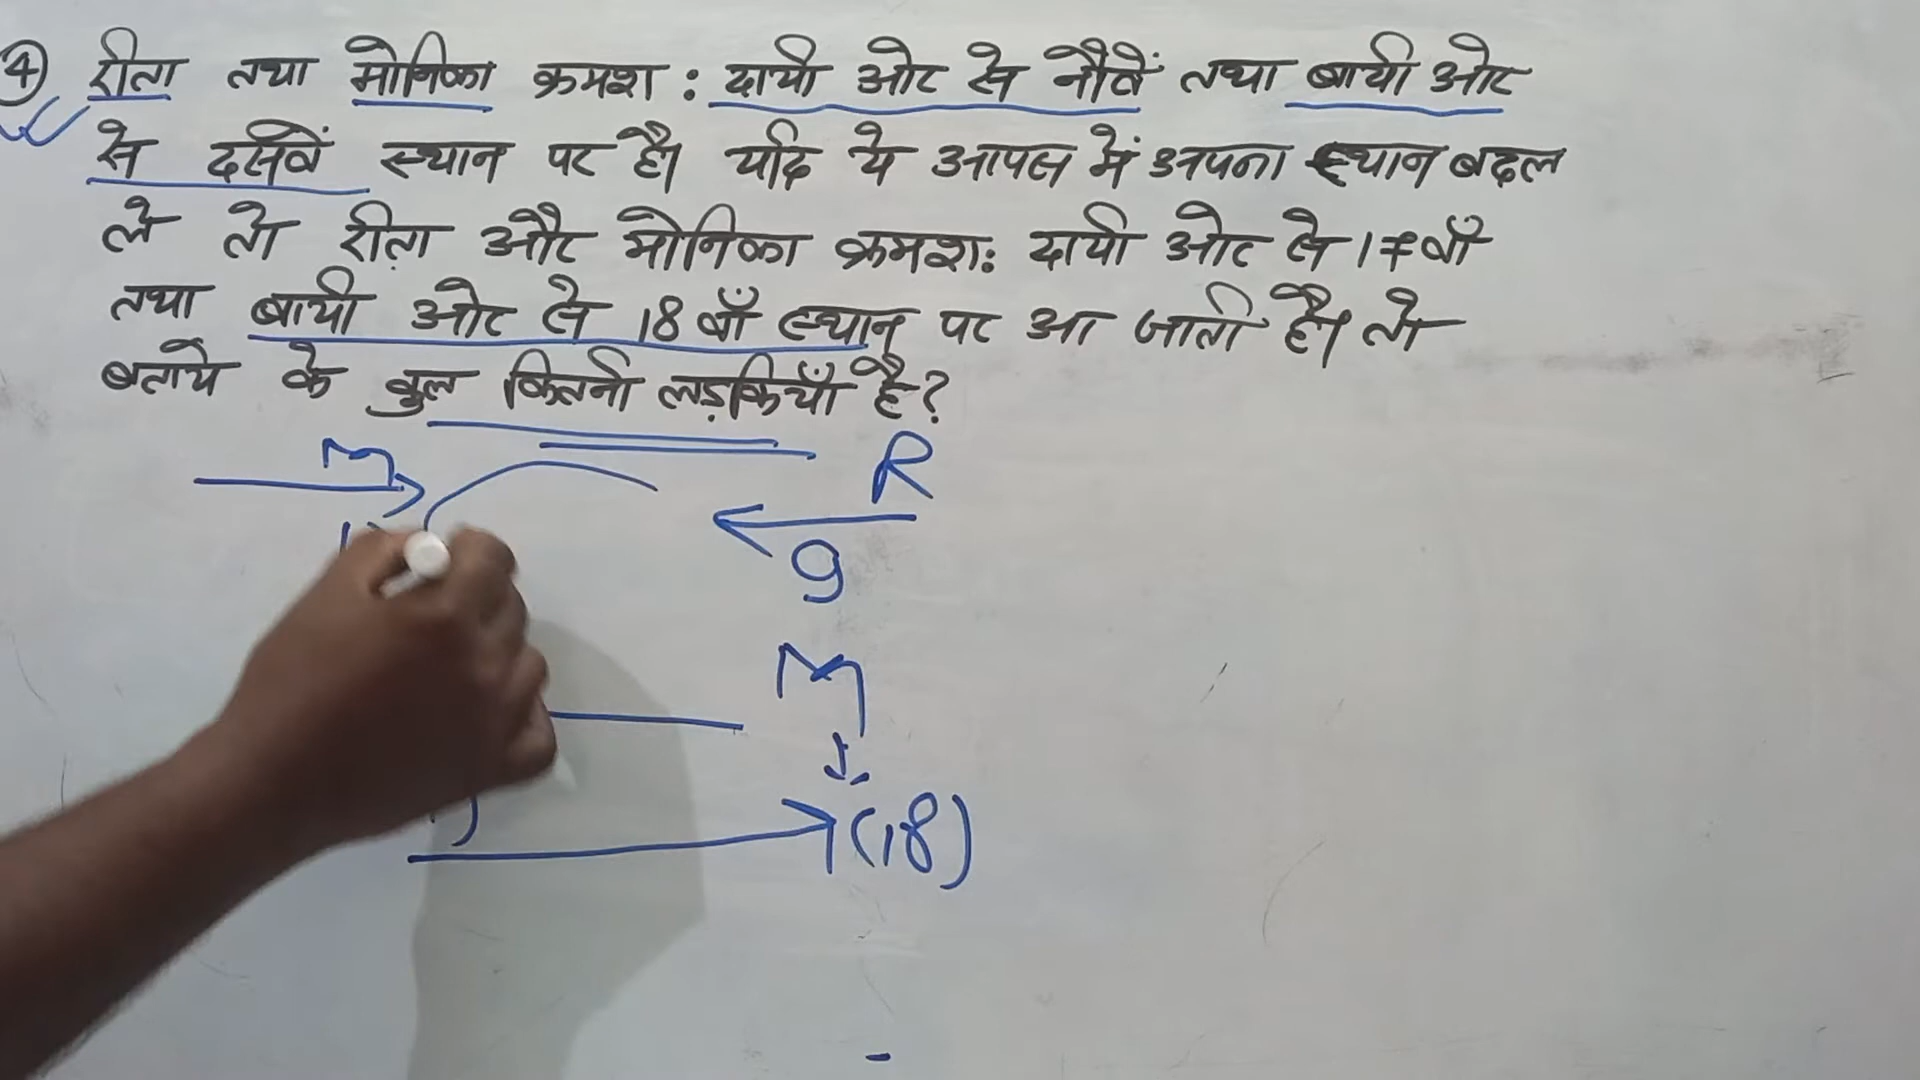 ④ रीता तथा मोनिका क्रमश: दायी ओर से नौवें तथा बायी ओर
से दसवें स्थान पर है। यदि ये आपस में अपना स्थान बदल
ले तो रीता और मोनिका क्रमश: दायी ओर से 17वाँ
तथा बायी ओर से 18वाँ स्थान पर आ जाती है। तो
बताये के कुल कितनी लड़कियाँ है?
M R
9
M
(18)